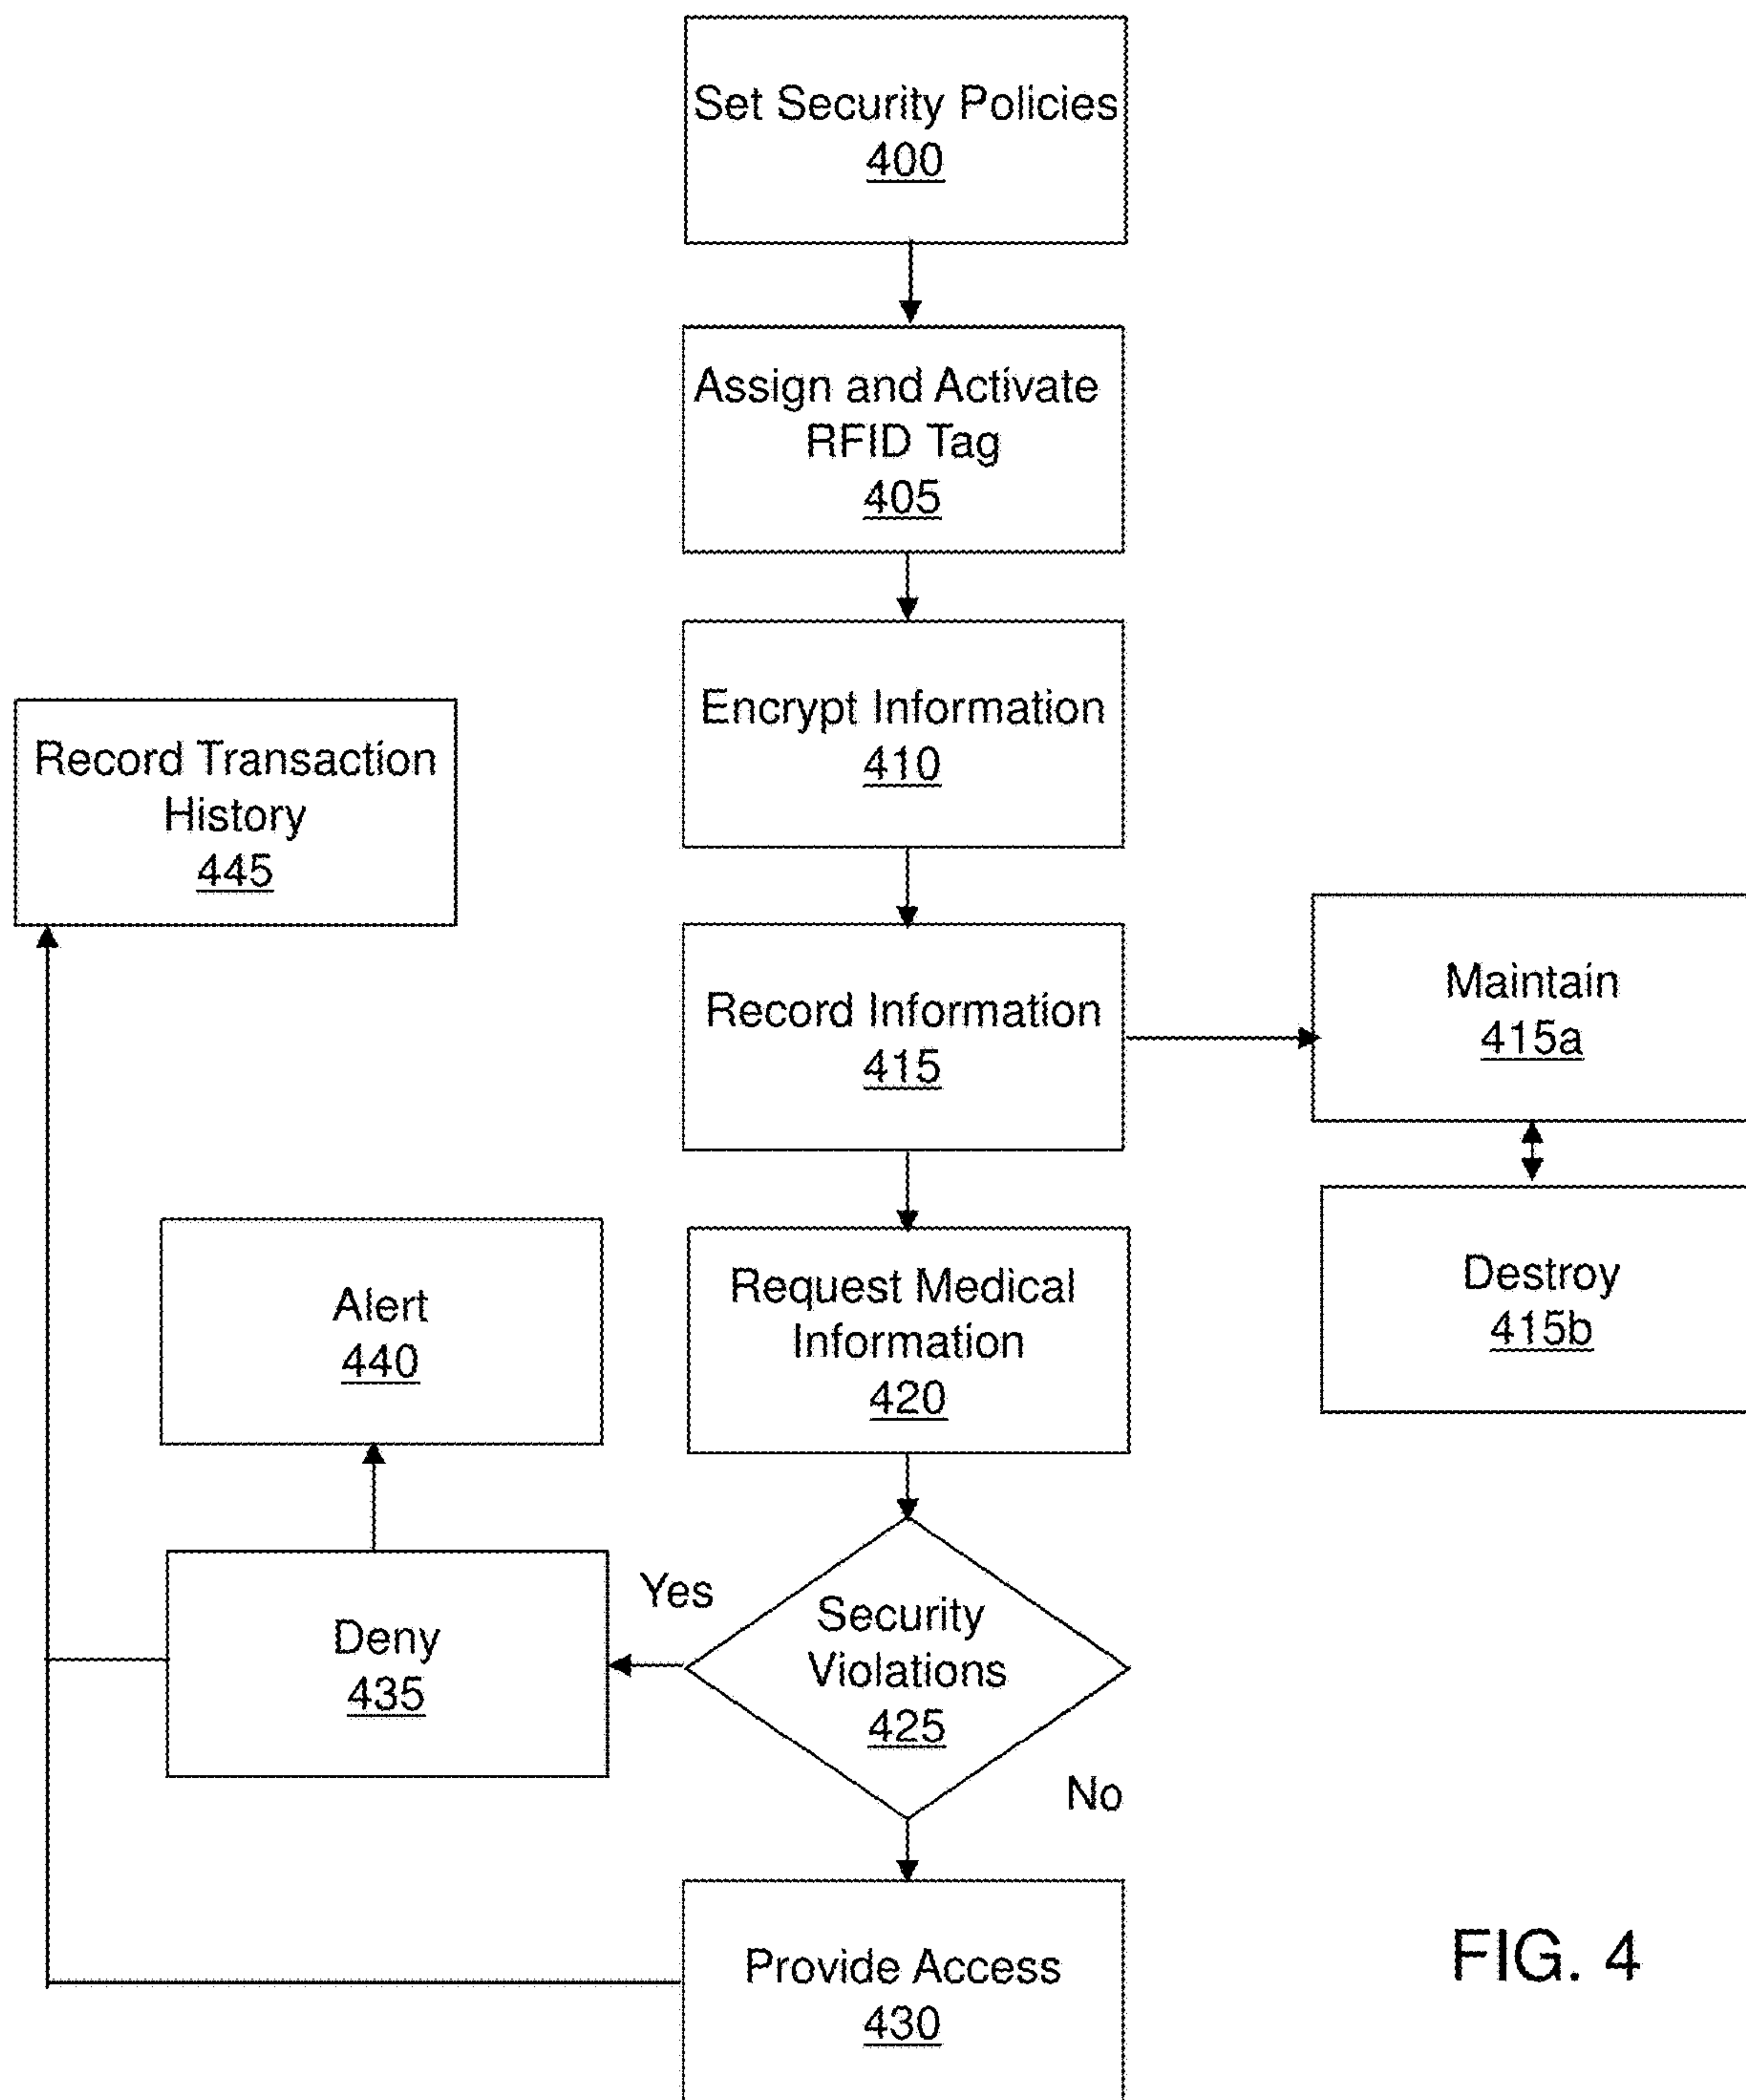 Set Security Policies
400
Assign and Activate
RFID Tag
405
Encrypt Information
410
Record Transaction
History
445
Record Information
415
Maintain
415a
Alert
440
Request Medical
Information
420
Destroy
415b
Yes
Deny
435
Security
Violations
425
No
Provide Access
430
FIG. 4